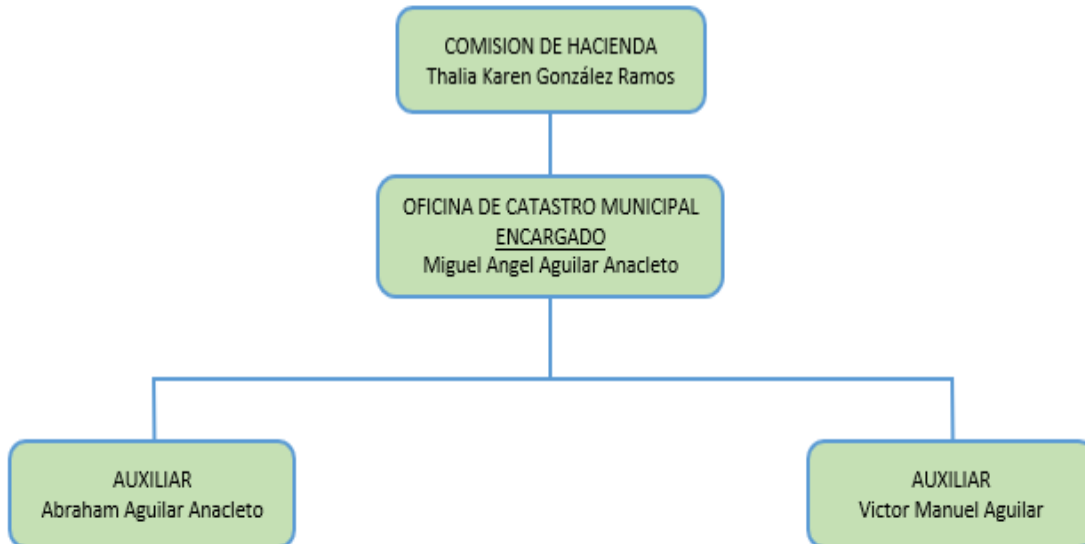 COMISION DE HACIENDA
Thalia Karen González Ramos
OFICINA DE CATASTRO MUNICIPAL
ENCARGADO
Miguel Angel Aguilar Anacleto
AUXILIAR
Abraham Aguilar Anacleto
AUXILIAR
Victor Manuel Aguilar